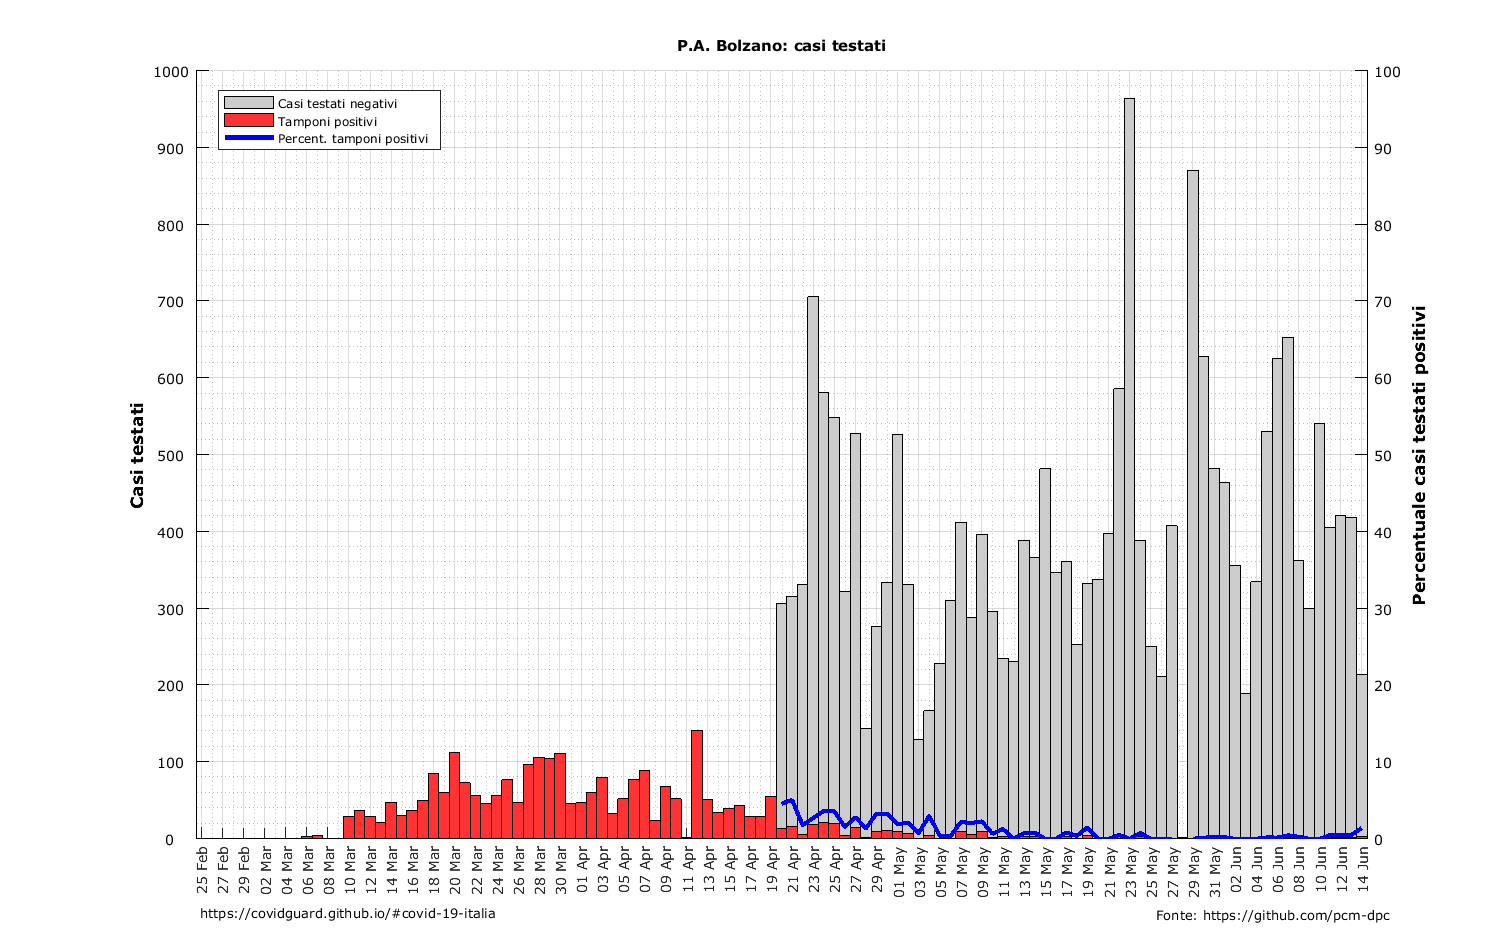 P.A. Bolzano: casi testati
Casi testati negativi
Tamponi positivi
Percent. tamponi positivi
Casi testati
1000
900
800
700
600
500
400
300
200
100
0
100
90
80
70
60
50
40
30
20
10
0
Percentuale casi testati positivi
25 Feb
27 Feb
29 Feb
02 Mar
04 Mar
06 Mar
08 Mar
10 Mar
12 Mar
14 Mar
16 Mar
18 Mar
20 Mar
22 Mar
24 Mar
26 Mar
28 Mar
30 Mar
01 Apr
03 Apr
05 Apr
07 Apr
09 Apr
11 Apr
13 Apr
15 Apr
17 Apr
19 Apr
21 Apr
23 Apr
25 Apr
27 Apr
29 Apr
01 May
03 May
05 May
07 May
09 May
11 May
13 May
15 May
17 May
19 May
21 May
23 May
25 May
27 May
29 May
31 May
02 Jun
04 Jun
06 Jun
08 Jun
10 Jun
12 Jun
14 Jun
https://covidguard.github.io/#covid-19-italia
Fonte: https://github.com/pcm-dpc